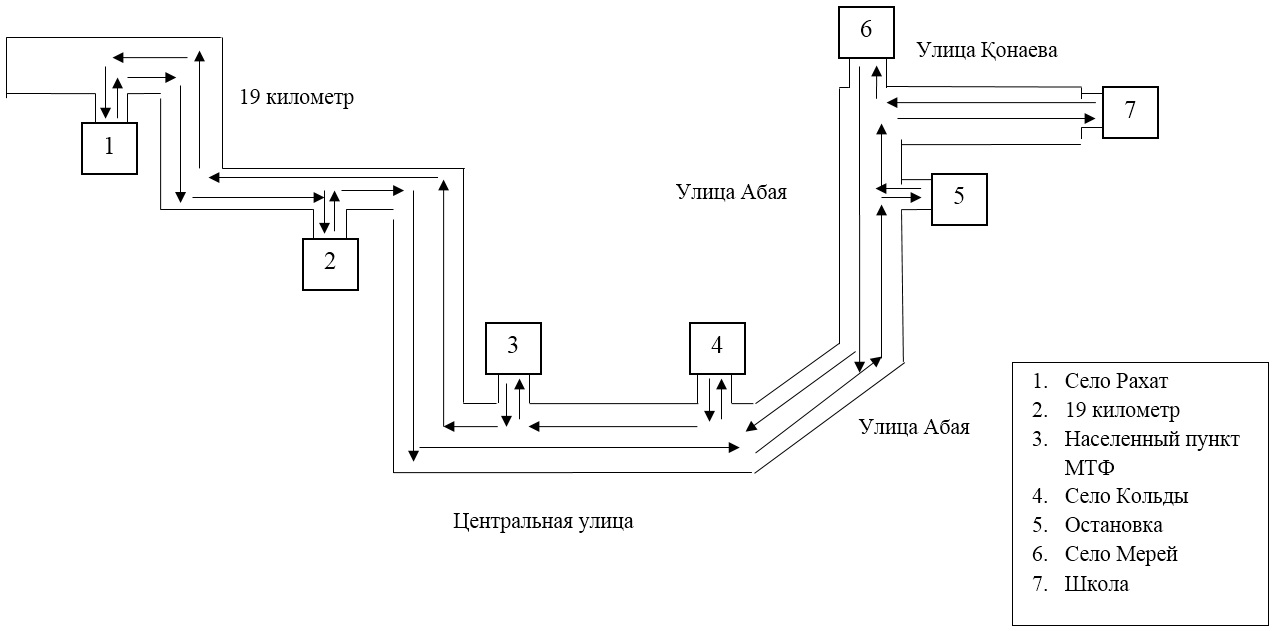 6
Улица Қонаева
19 километр
7
1
Улица Абая
5
2
3
4
Улица Абая
Центральная улица
1. Село Рахат
2. 19 километр
3. Населенный пункт
МТФ
4. Село Кольды
5. Остановка
6. Село Мерей
7. Школа